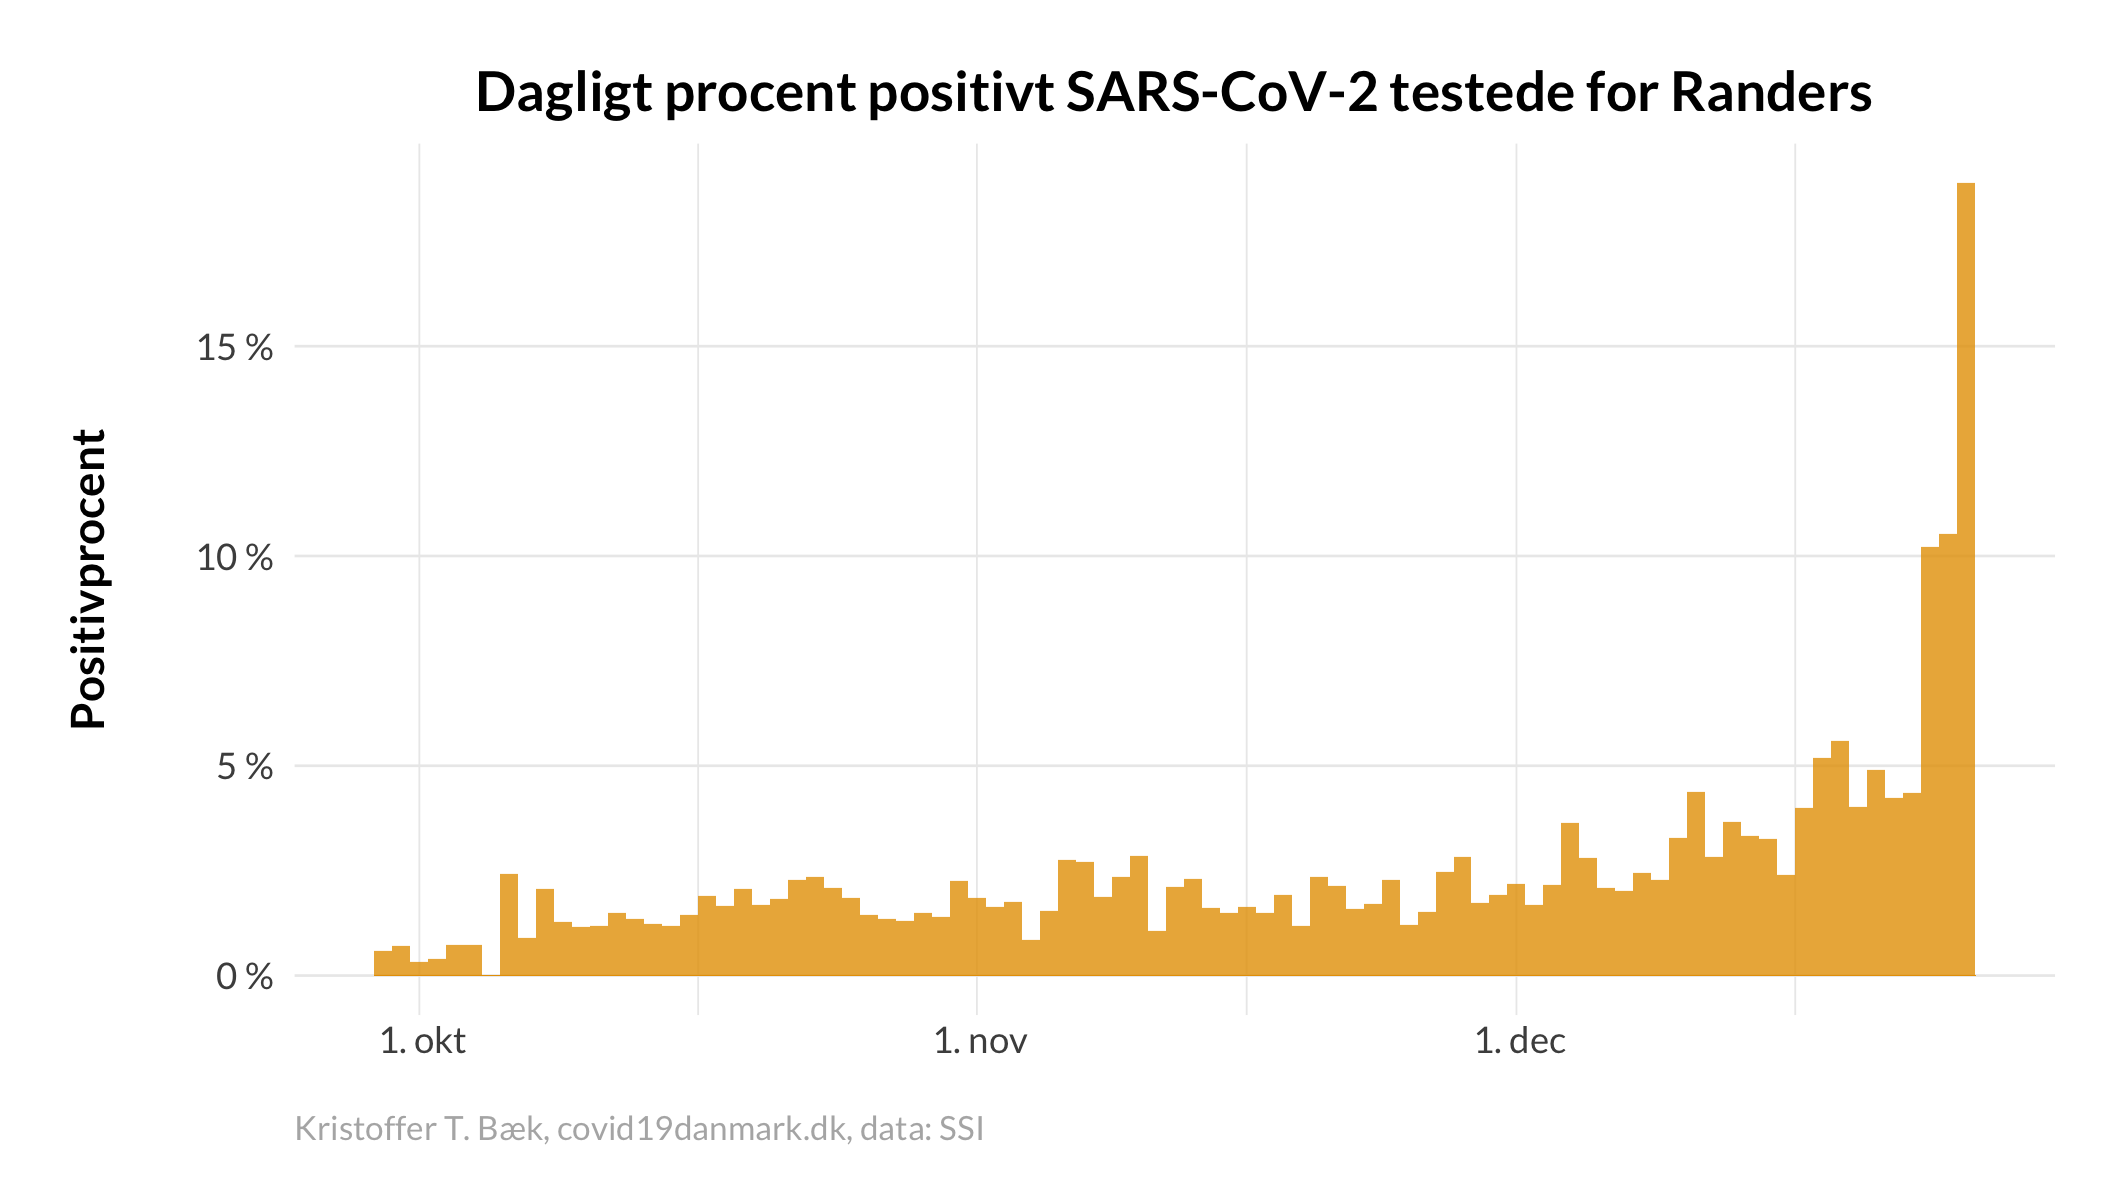 Dagligt procent positivt SARS-CoV-2 testede for Randers
Positivprocent
15 %
10 %
5 %
0 %
1. okt
1. nov
1. dec
Kristoffer T. Bæk, covid19danmark.dk, data: SSI